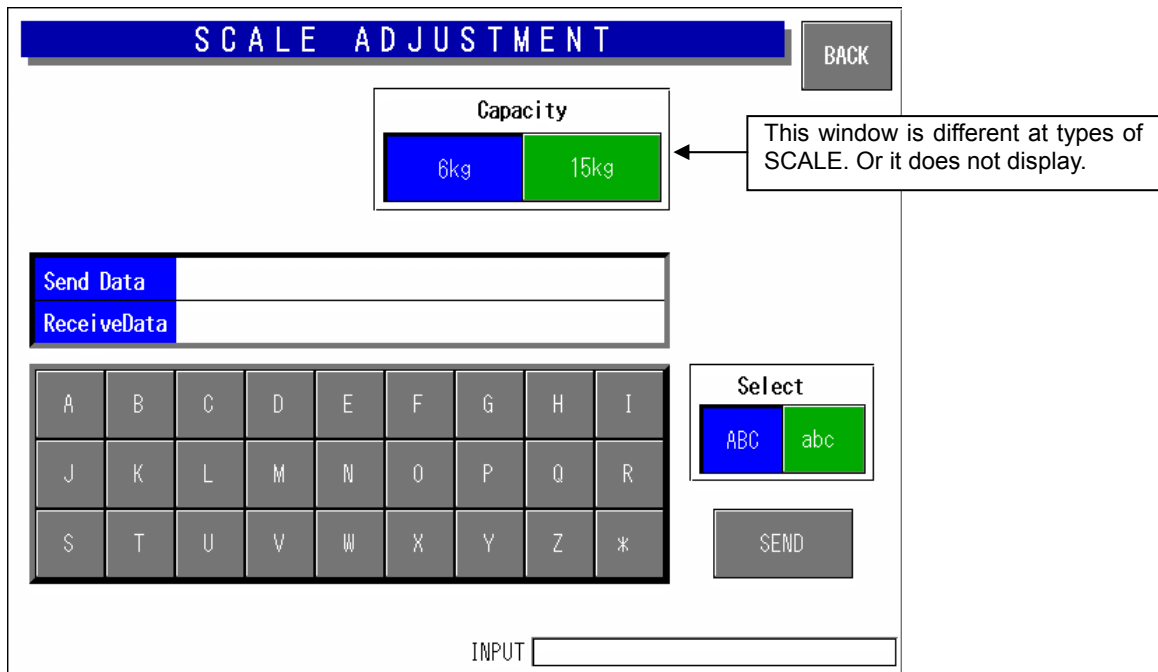 SCALE ADJUSTMENT
BACK
Capacity
6kg 15kg
This window is different at types of
SCALE. Or it does not display.
Send Data
ReceiveData
A B C D E F G H I
Select
ABC abc
J K L M N O P Q R
S T U V W X Y Z *
SEND
INPUT